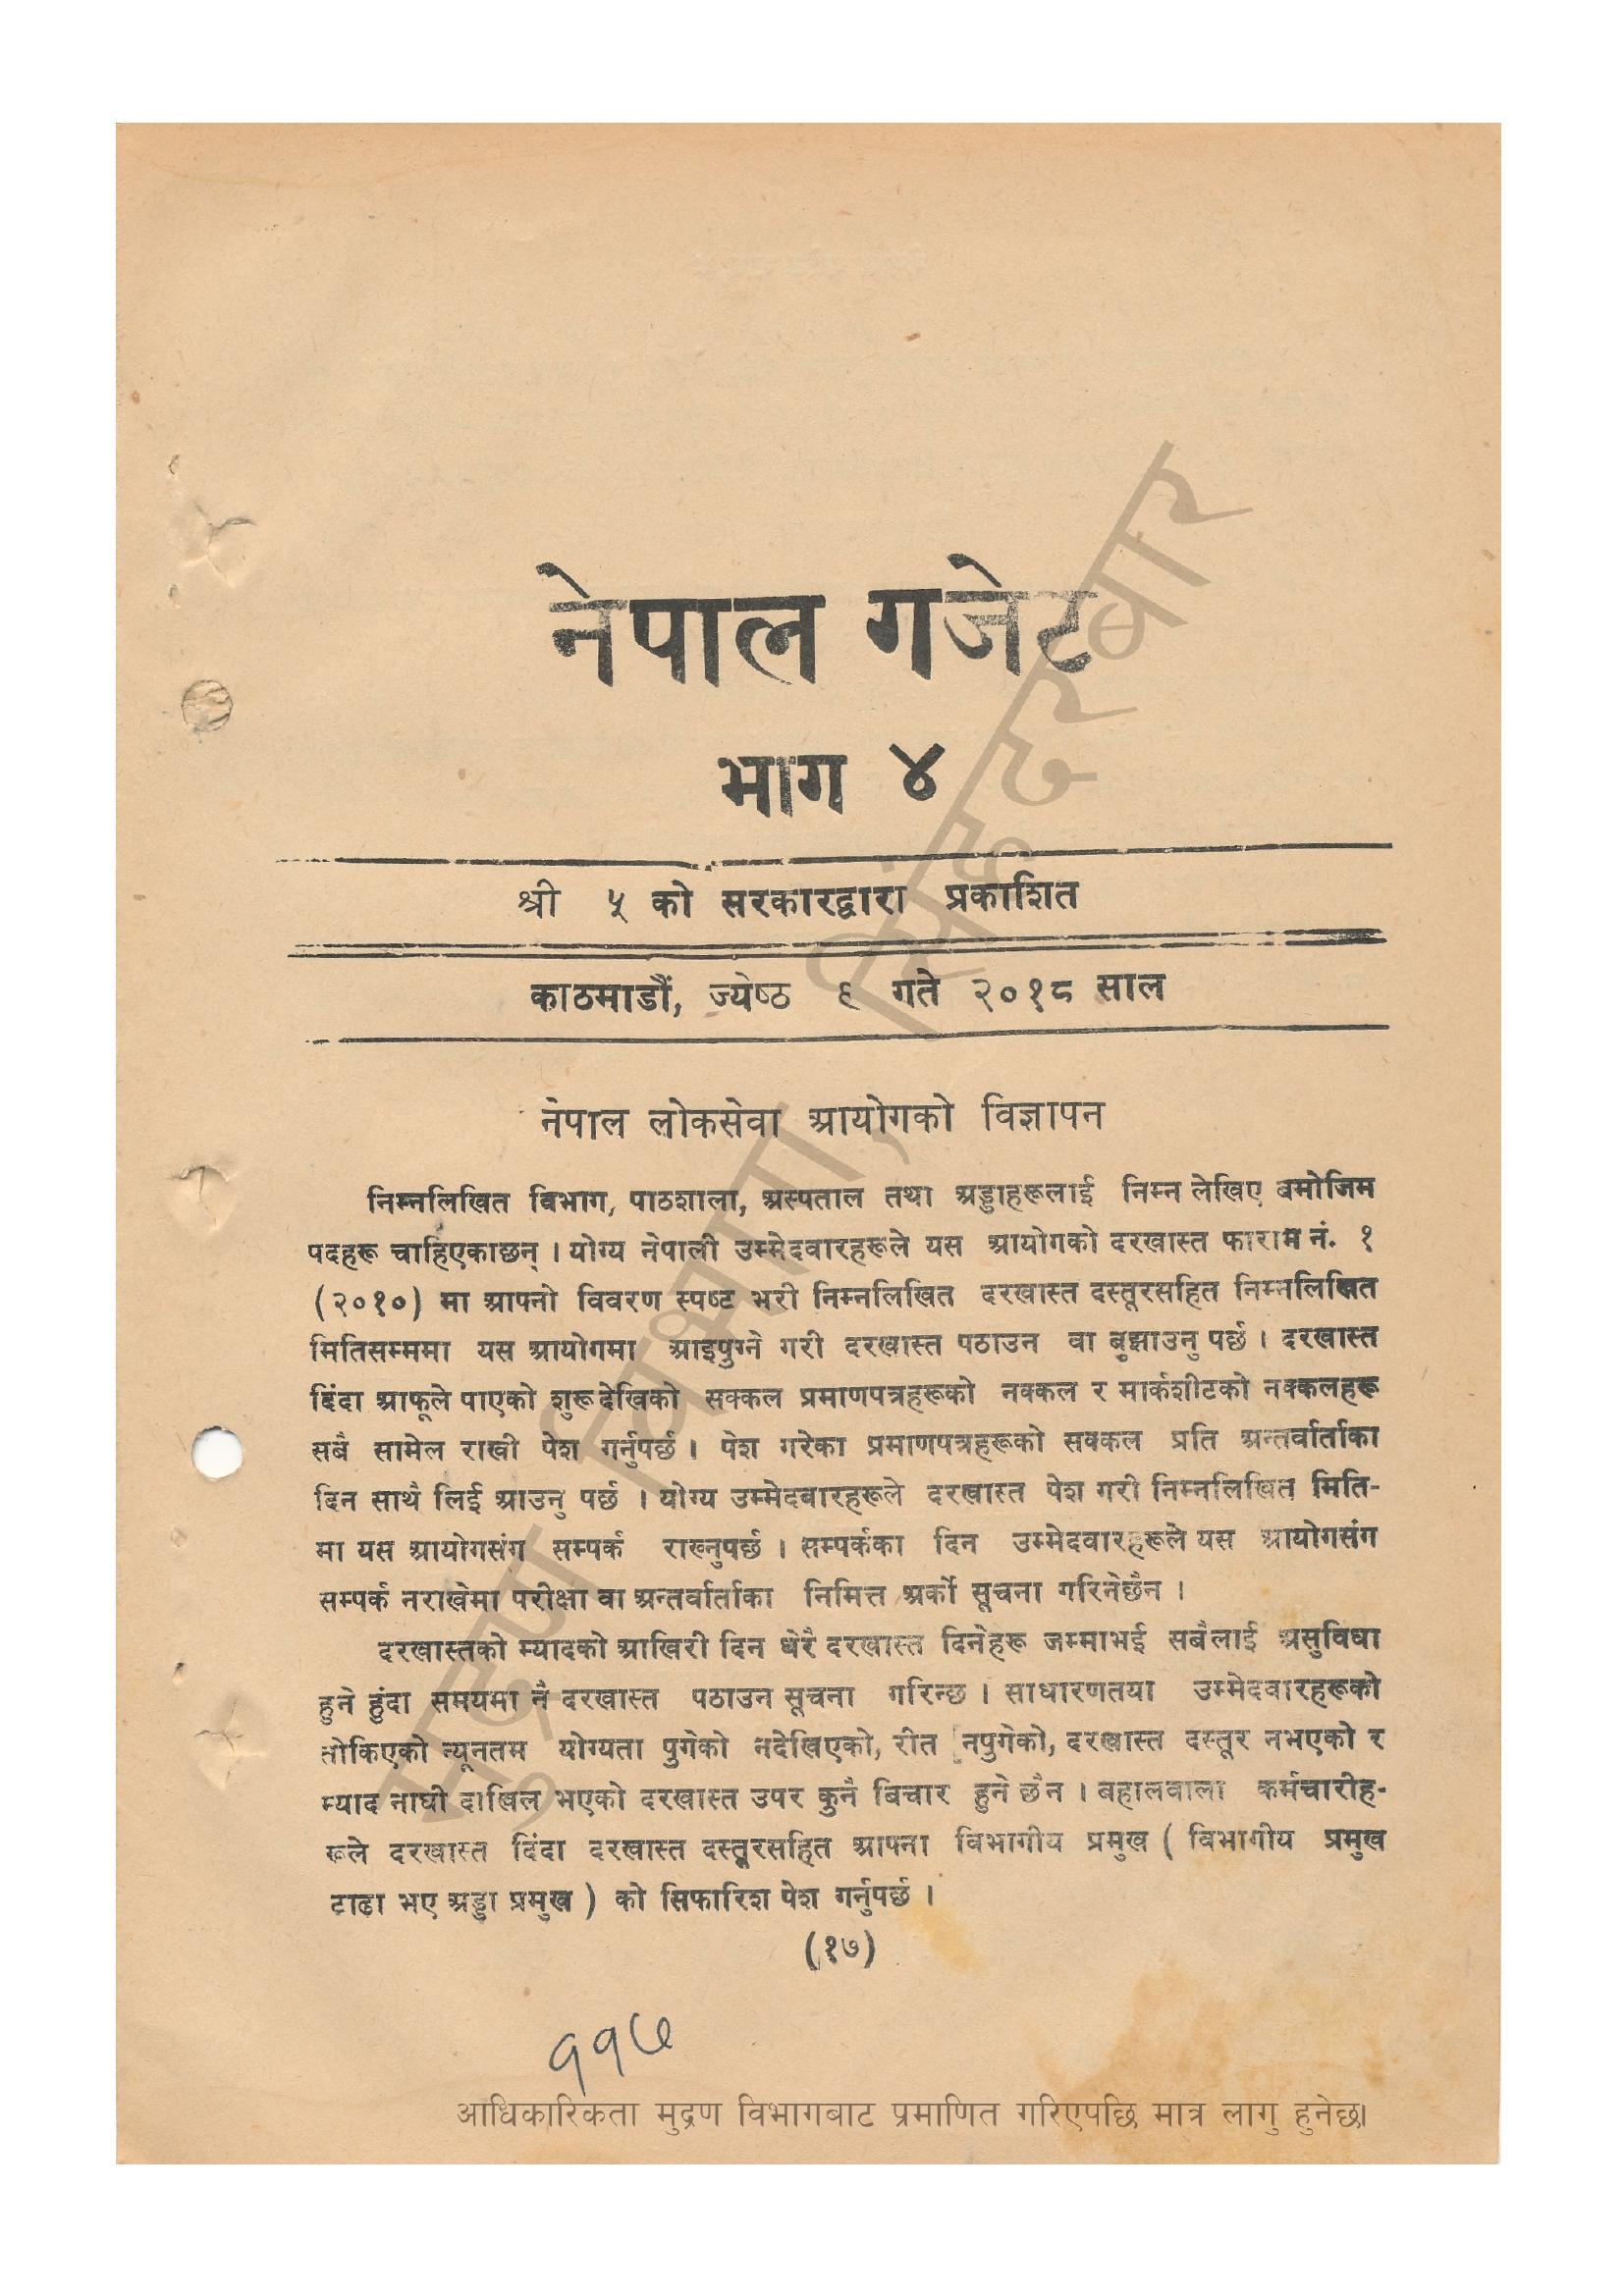 नेपाल गजेट
भाग ४
श्री ५ को सरकारद्वारा प्रकाशित
काठमाडौं, ज्येष्ठ ६ गते २०१८ साल
नेपाल लोकसेवा आयोगको विज्ञापन
निम्नलिखित विभाग, पाठशाला, अस्पताल तथा अड्डाहरूलाई निम्न लेखिए बमोजिम
पदहरू चाहिएकाछन् । योग्य नेपाली उम्मेदवारहरूले यस आयोगको दरखास्त फाराम नं. १
(२०१०) मा आफ्नो विवरण स्पष्ट भरी निम्नलिखित दरखास्त दस्तूरसहित निम्नलिखित
मितिसम्ममा यस आयोगमा आइपुग्ने गरी दरखास्त पठाउन वा बुझाउनु पर्छ । दरखास्त
दिंदा आफूले पाएको शुरूदेखिको सक्कल प्रमाणपत्रहरूको नक्कल र मार्कशीटको नक्कलहरू
सबै सामेल राखी पेश गर्नुपर्छ । पेश गरेका प्रमाणपत्रहरूको सक्कल प्रति अन्तर्वार्ताका
दिन साथै लिई आउनु पर्छ । योग्य उम्मेदवारहरूले दरखास्त पेश गरी निम्नलिखित मिति-
मा यस आयोगसंग सम्पर्क राख्नुपर्छ । सम्पर्कका दिन उम्मेदवारहरूले यस आयोगसंग
सम्पर्क नराखेमा परीक्षा वा अन्तर्वार्ताका निमित्त अर्को सूचना गरिनेछैन ।
दरखास्तको म्यादको आखिरी दिन धेरै दरखास्त दिनेहरू जम्माभई सबैलाई असुविधा
हुने हुंदा समयमा नै दरखास्त पठाउन सूचना गरिन्छ । साधारणतया उम्मेदवारहरूको
तोकिएको न्यूनतम योग्यता पुगेको नदेखिएको, रीत नपुगेको, दरखास्त दस्तूर नभएको र
म्याद नाघी दाखिल भएको दरखास्त उपर कुनै बिचार हुने छैन । बहालवाला कर्मचारीह-
रूले दरखास्त दिंदा दरखास्त दस्तूरसहित आफ्ना विभागीय प्रमुख ( विभागीय प्रमुख
टाढा भए अड्डा प्रमुख ) को सिफारिश पेश गर्नुपर्छ ।
(१७)
११७
आधिकारिकता मुद्रण विभागबाट प्रमाणित गरिएपछि मात्र लागु हुनेछ।
मुद्रण विभाग, सिंहदरबार